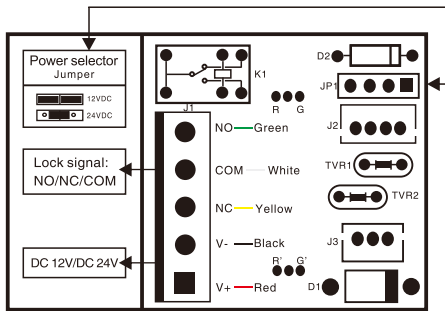 Power selector
Jumper
12VDC
24VDC
Lock signal:
NO/NC/COM
DC 12V/DC 24V
K1
R G
D2
JP1
J1
J2
NO Green
COM White
NC Yellow
V- Black
V+ Red
TVR1
TVR2
J3
R' G'
D1